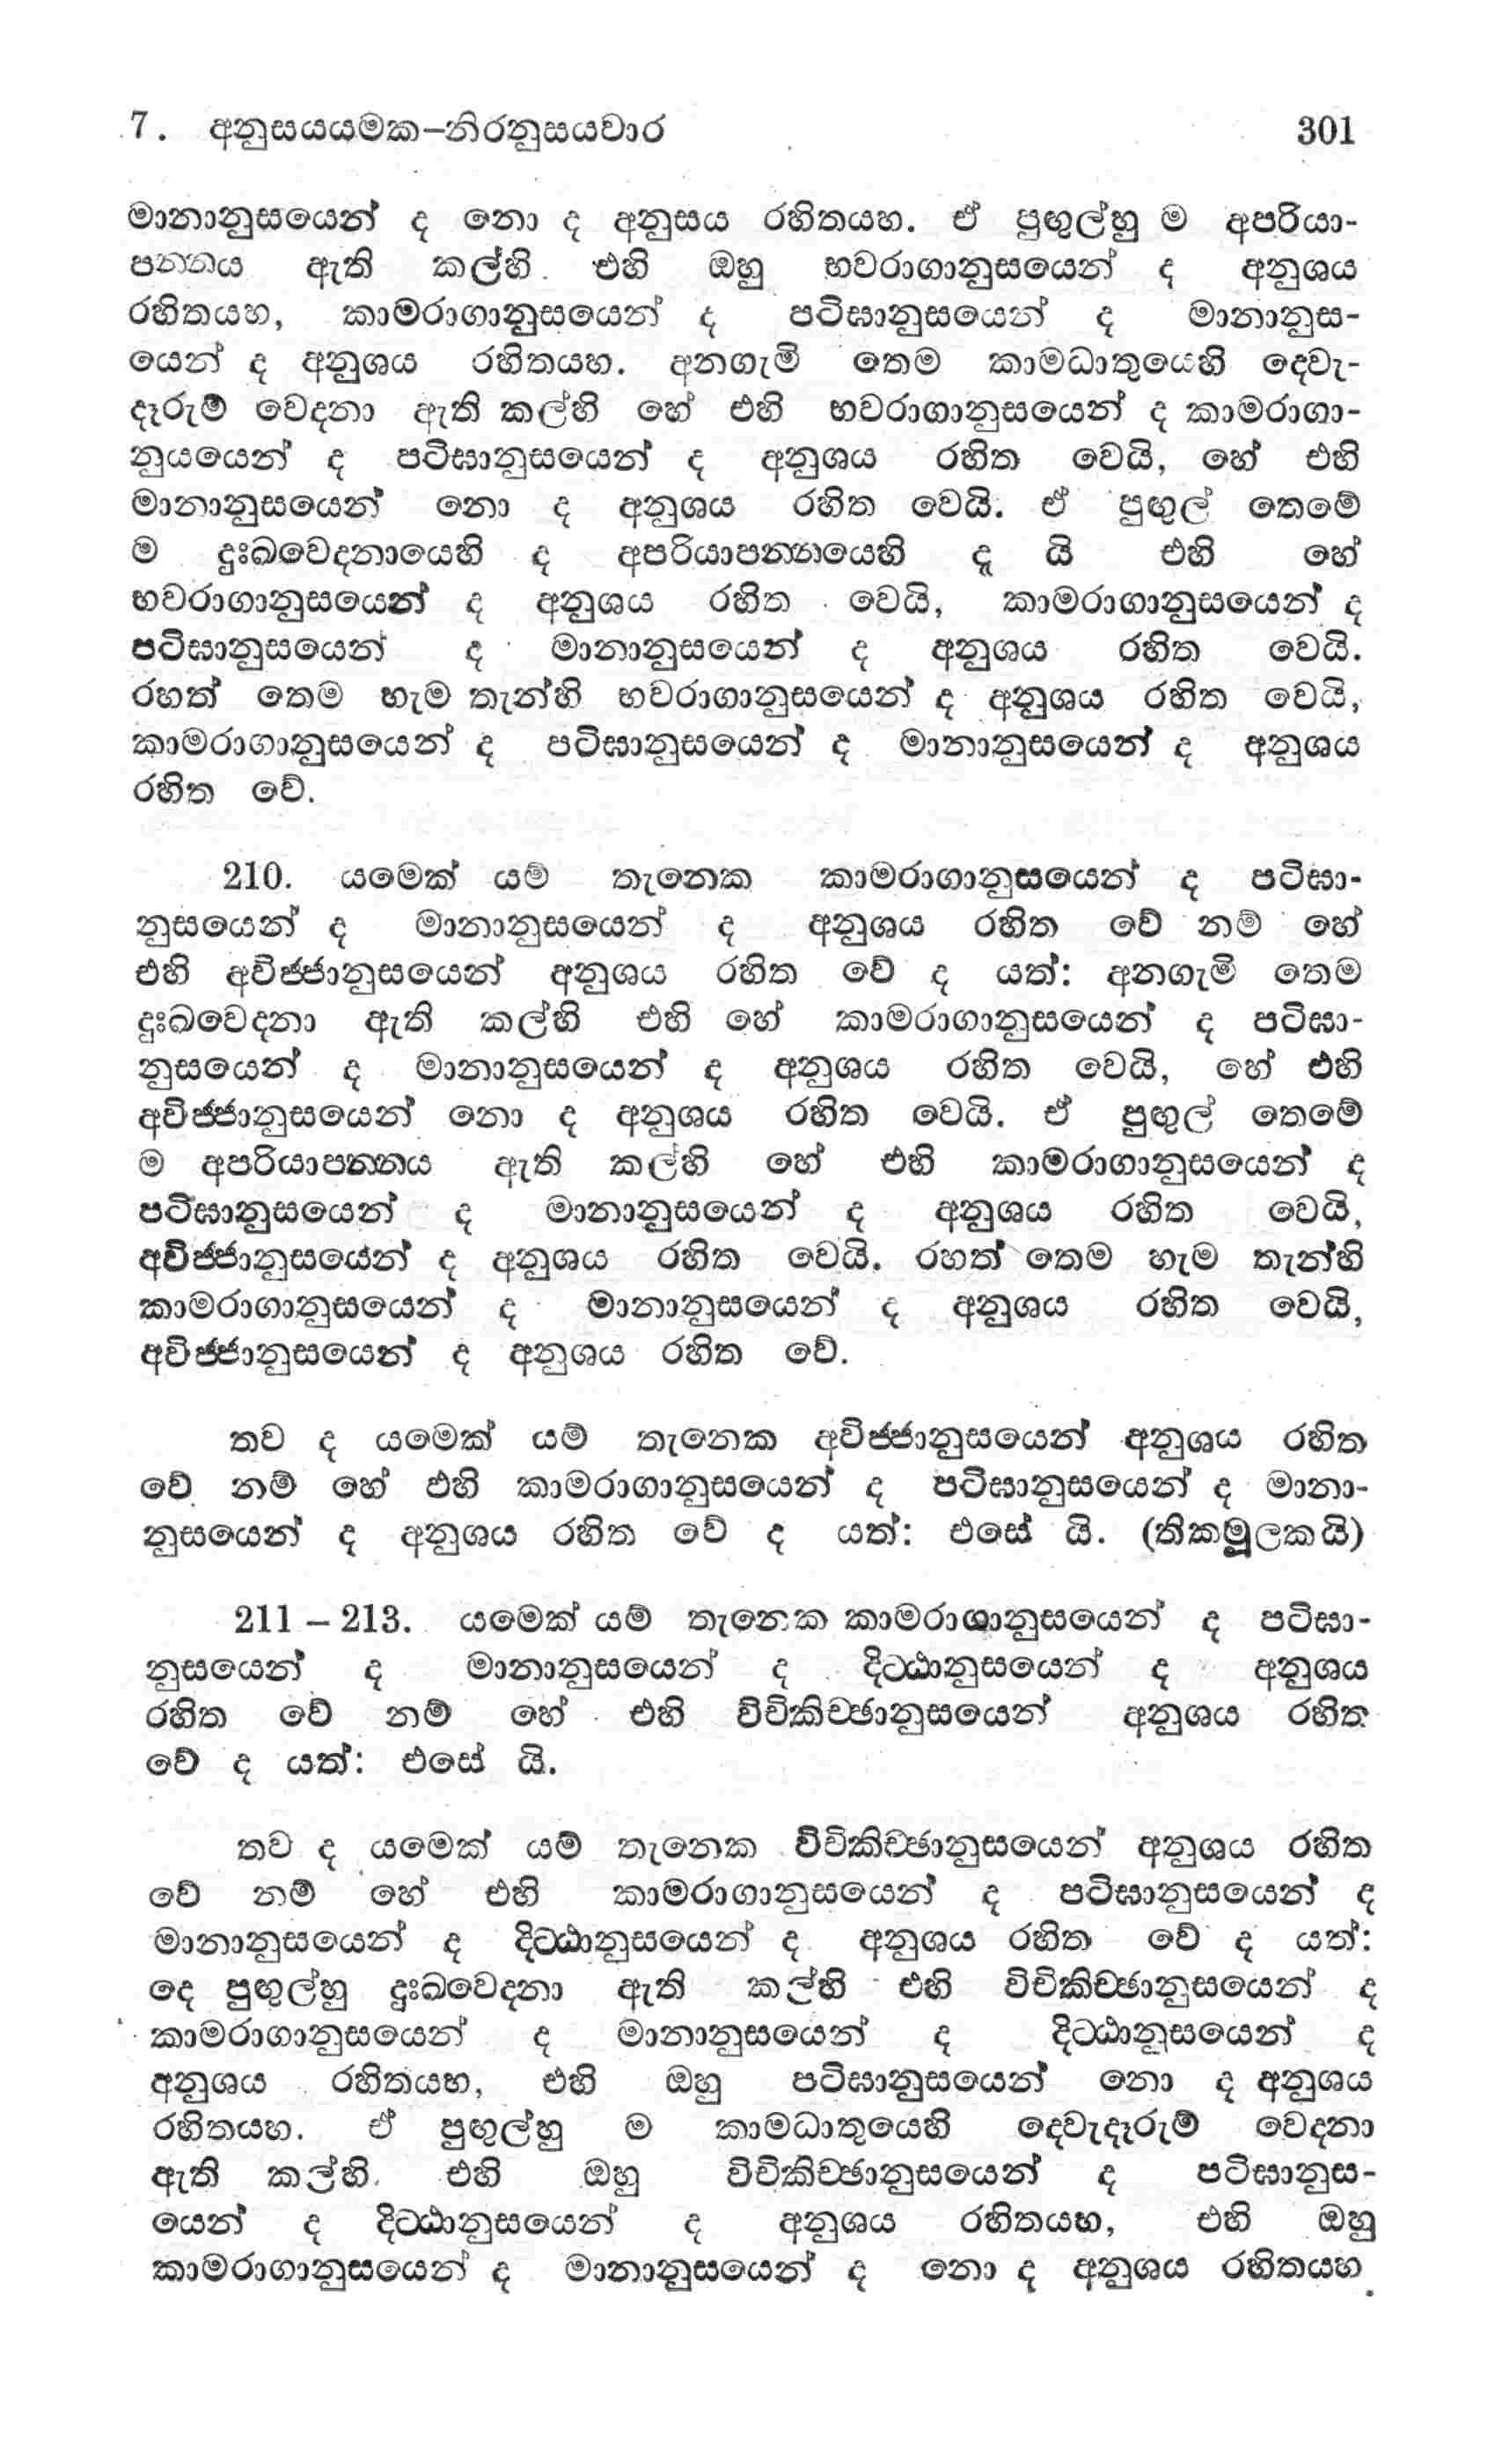 7. අනුසයයමක–නිරනුසයවාර 301
මානානුසයෙන් ද නො ද අනුසය රහිතයහ. ඒ පුඟුල්හු ම අපරියා-
පන්නය ඇති කල්හි එහි ඔහු භවරාගානුසයෙන් ද අනුශය
රහිතයහ, කාමරාගානුසයෙන් ද පටිඝානුසයෙන් ද මානානුස-
යෙන් ද අනුශය රහිතයහ. අනගැමි තෙම කාමධාතුයෙහි දෙවැ-
දෑරුම් වෙදනා ඇති කල්හි හේ එහි භවරාගානුසයෙන් ද කාමරාගා-
නුයයෙන් ද පටිඝානුසයෙන් ද අනුශය රහිත වෙයි, හේ එහි
මානානුසයෙන් නො ද අනුශය රහිත වෙයි. ඒ පුඟුල් තෙමේ
ම දුඃඛවෙදනායෙහි ද අපරියාපන්නයෙහි දූ යි එහි හේ
භවරාගානුසයෙන් ද අනුශය රහිත වෙයි, කාමරාගානුසයෙන් ද
පටිඝානුසයෙන් ද මානානුසයෙන් ද අනුශය රහිත වෙයි.
රහත් තෙම හැම තැන්හි භවරාගානුසයෙන් ද අනුශය රහිත වෙයි,
කාමරාගානුසයෙන් ද පටිඝානුසයෙන් ද මානානුසයෙන් ද අනුශය
රහිත වේ.
210. යමෙක් යම් තැනෙක කාමරාගානුසයෙන් ද පටිඝා-
නුසයෙන් ද මානානුසයෙන් ද අනුශය රහිත වේ නම් හේ
එහි අවිජ්ජානුසයෙන් අනුශය රහිත වේ ද යත්: අනගැමි තෙම
දුඃඛවෙදනා ඇති කල්හි එහි හේ කාමරාගානුසයෙන් ද පටිඝා-
නුසයෙන් ද මානානුසයෙන් ද අනුශය රහිත වෙයි, හේ එහි
අවිජ්ජානුසයෙන් නො ද අනුශය රහිත වෙයි. ඒ පුඟුල් තෙමේ
ම අපරියාපන්නය ඇති කල්හි හේ එහි කාමරාගානුසයෙන් ද
පටිඝානුසයෙන් ද මානානුසයෙන් ද අනුශය රහිත වෙයි,
අවිජ්ජානුසයෙන් ද අනුශය රහිත වෙයි. රහත් තෙම හැම තැන්හි
කාමරාගානුසයෙන් ද මානානුසයෙන් ද අනුශය රහිත වෙයි,
අවිජ්ජානුසයෙන් ද අනුශය රහිත වේ.
තව ද යමෙක් යම් තැනෙක අවිජ්ජානුසයෙන් අනුශය රහිත
වේ නම් හේ එහි කාමරාගානුසයෙන් ද පටිඝානුසයෙන් ද මානා-
නුසයෙන් ද අනුශය රහිත වේ ද යත්: එසේ යි. (තිකමූලකයි)
211 – 213. යමෙක් යම් තැනෙක කාමරාගානුසයෙන් ද පටිඝා-
නුසයෙන් ද මානානුසයෙන් ද දිට්ඨානුසයෙන් ද අනුශය
රහිත වේ නම් හේ එහි විචිකිච්ඡානුසයෙන් අනුශය රහිත
වේ ද යත්: එසේ යි.
තව ද යමෙක් යම් තැනෙක විචිකිච්ඡානුසයෙන් අනුශය රහිත
වේ නම් හේ එහි කාමරාගානුසයෙන් ද පටිඝානුසයෙන් ද
මානානුසයෙන් ද දිට්ඨානුසයෙන් ද අනුශය රහිත වේ ද යත්:
දෙ පුඟුල්හු දුඃඛවෙදනා ඇති කල්හි එහි විචිකිච්ඡානුසයෙන් ද
කාමරාගානුසයෙන් ද මානානුසයෙන් ද දිට්ඨානුසයෙන් ද
අනුශය රහිතයහ, එහි ඔහු පටිඝානුසයෙන් නො ද අනුශය
රහිතයහ. ඒ පුඟුල්හු ම කාමධාතුයෙහි දෙවැදෑරුම් වෙදනා
ඇති කල්හි එහි ඔහු විචිකිච්ඡානුසයෙන් ද පටිඝානුස-
යෙන් ද දිට්ඨානුසයෙන් ද අනුශය රහිතයහ, එහි ඔහු
කාමරාගානුසයෙන් ද මානානුසයෙන් ද නො ද අනුශය රහිතයහ.